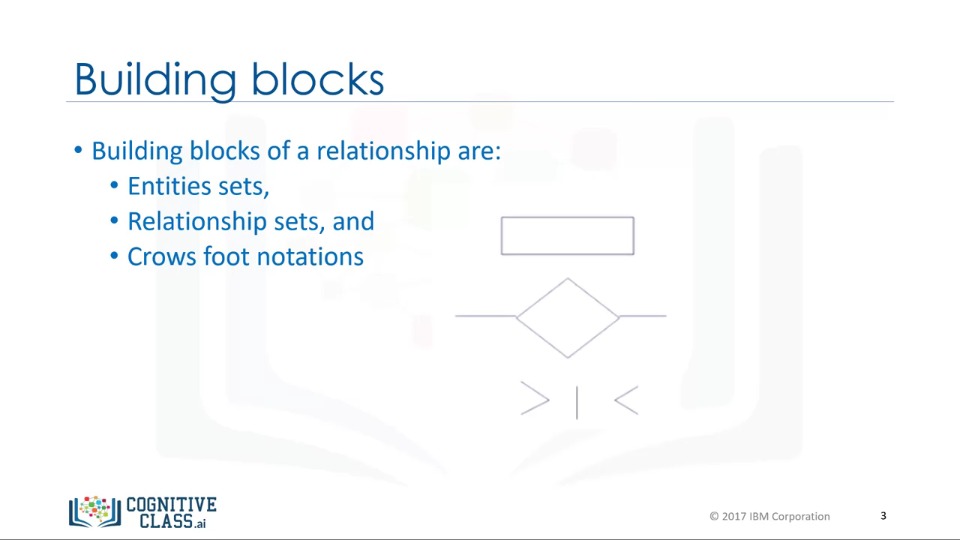 Building blocks
• Building blocks of a relationship are:
• Entities sets,
• Relationship sets, and
• Crows foot notations
COGNITIVE
CLASS.ai
© 2017 IBM Corporation
3